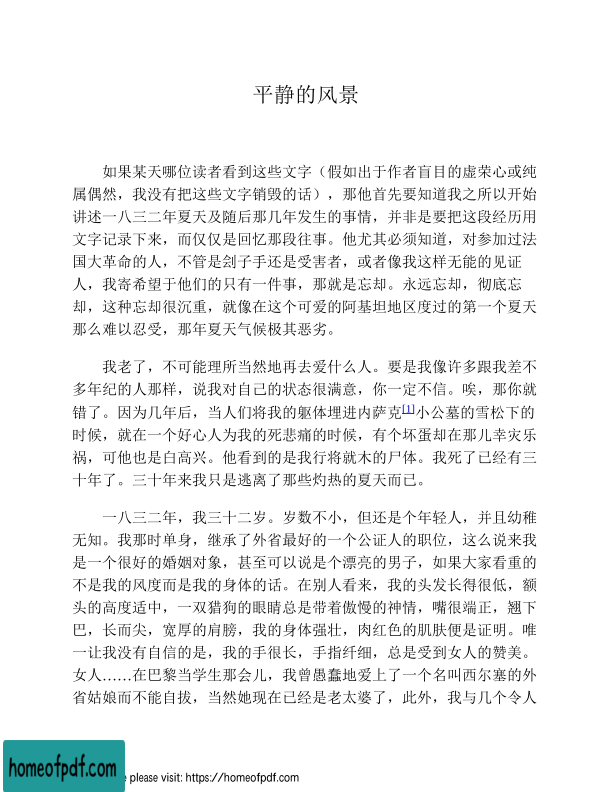 平静的风景
如果某天哪位读者看到这些文字（假如出于作者盲目的虚荣心或纯
属偶然，我没有把这些文字销毁的话），那他首先要知道我之所以开始
讲述一八三二年夏天及随后那几年发生的事情，并非是要把这段经历用
文字记录下来，而仅仅是回忆那段往事。他尤其必须知道，对参加过法
国大革命的人，不管是刽子手还是受害者，或者像我这样无能的见证
人，我寄希望于他们的只有一件事，那就是忘却。永远忘却，彻底忘
却，这种忘却很沉重，就像在这个可爱的阿基坦地区度过的第一个夏天
那么难以忍受，那年夏天气候极其恶劣。
我老了，不可能理所当然地再去爱什么人。要是我像许多跟我差不
多年纪的人那样，说我对自己的状态很满意，你一定不信。唉，那你就
错了。因为几年后，当人们将我的躯体埋进内萨克[1]小公墓的雪松下的
时候，就在一个好心人为我的死悲痛的时候，有个坏蛋却在那儿幸灾乐
祸，可他也是白高兴。他看到的是我行将就木的尸体。我死了已经有三
十年了。三十年来我只是逃离了那些灼热的夏天而已。
一八三二年，我三十二岁。岁数不小，但还是个年轻人，并且幼稚
无知。我那时单身，继承了外省最好的一个公证人的职位，这么说来我
是一个很好的婚姻对象，甚至可以说是个漂亮的男子，如果大家看重的
不是我的风度而是我的身体的话。在别人看来，我的头发长得很低，额
头的高度适中，一双猎狗的眼睛总是带着傲慢的神情，嘴很端正，翘下
巴，长而尖，宽厚的肩膀，我的身体强壮，肉红色的肌肤便是证明。唯
一让我没有自信的是，我的手很长，手指纤细，总是受到女人的赞美。
女人……在巴黎当学生那会儿，我曾愚蠢地爱上了一个名叫西尔塞的外
省姑娘而不能自拔，当然她现在已经是老太婆了，此外，我与几个令人
homeofpdf.com
e please visit: https://homeofpdf.com